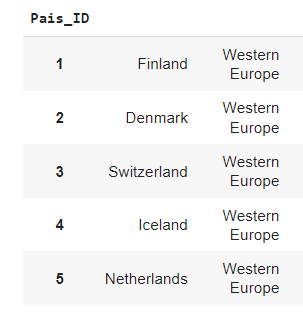 Pais_ID
1 Finland Western
Europe
2 Denmark Western
Europe
3 Switzerland Western
Europe
4 Iceland Western
Europe
5 Netherlands Western
Europe